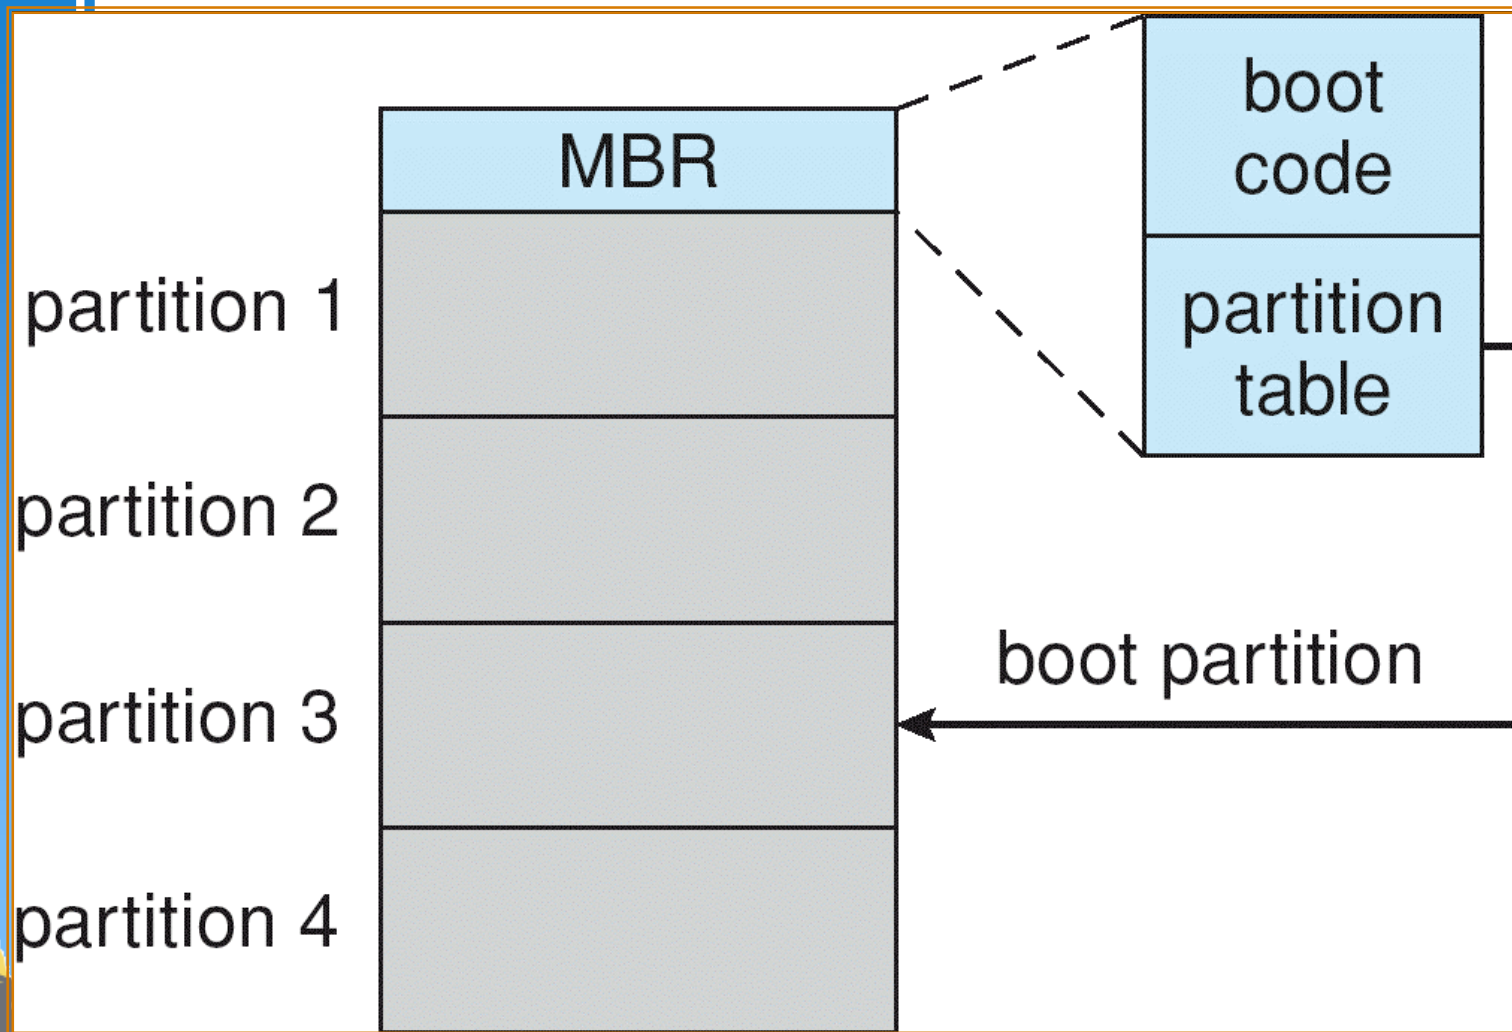 boot
code
MBR
partition 1
partition
table
partition 2
boot partition
partition 3
partition 4